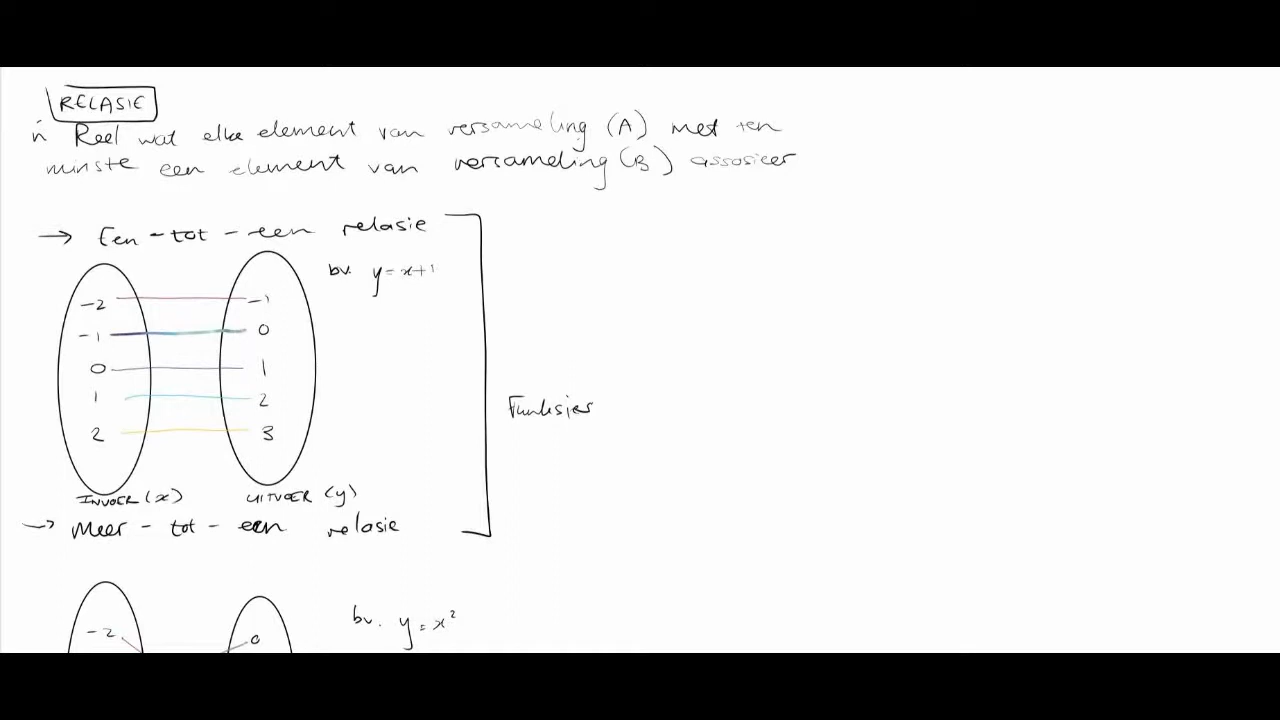 RELASIE
'n Reël wat elke element van versameling (A) met ten
minste een element van versameling (B) assosieer
→ Een - tot - een relasie
bv. y = x + 1
-2 -1
-1 0
0 1
1 2
2 3
Funksies
INVOER (x) UITVOER (y)
→ Meer - tot - een relasie
bv. y = x²
-2 0